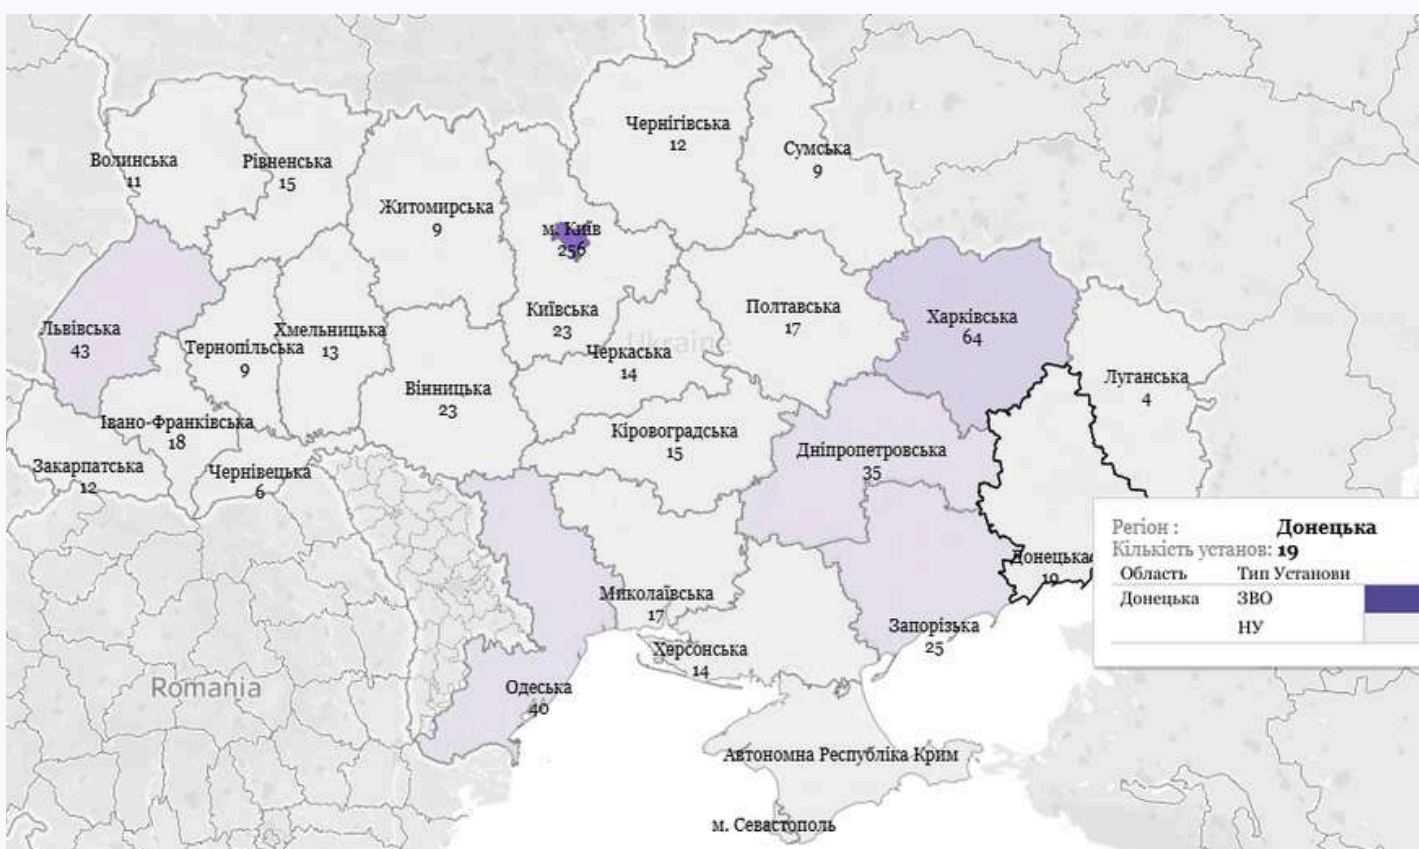 Чернігівська
12
Сумська
9
Волинська
11
Рівненська
15
Житомирська
9
м. Київ
256
Київська
23
Полтавська
17
Харківська
64
Львівська
43
Тернопільська
9
Хмельницька
13
Ukraine
Черкаська
14
Вінницька
23
Луганська
4
Івано-Франківська
18
Кіровоградська
15
Дніпропетровська
35
Закарпатська
12
Чернівецька
6
Донецька
19
Регіон : Донецька
Кількість установ: 19
Область Тип Установи
Донецька ЗВО
НУ
Миколаївська
17
Запорізька
25
Херсонська
14
Romania
Одеська
40
Автономна Республіка Крим
м. Севастополь